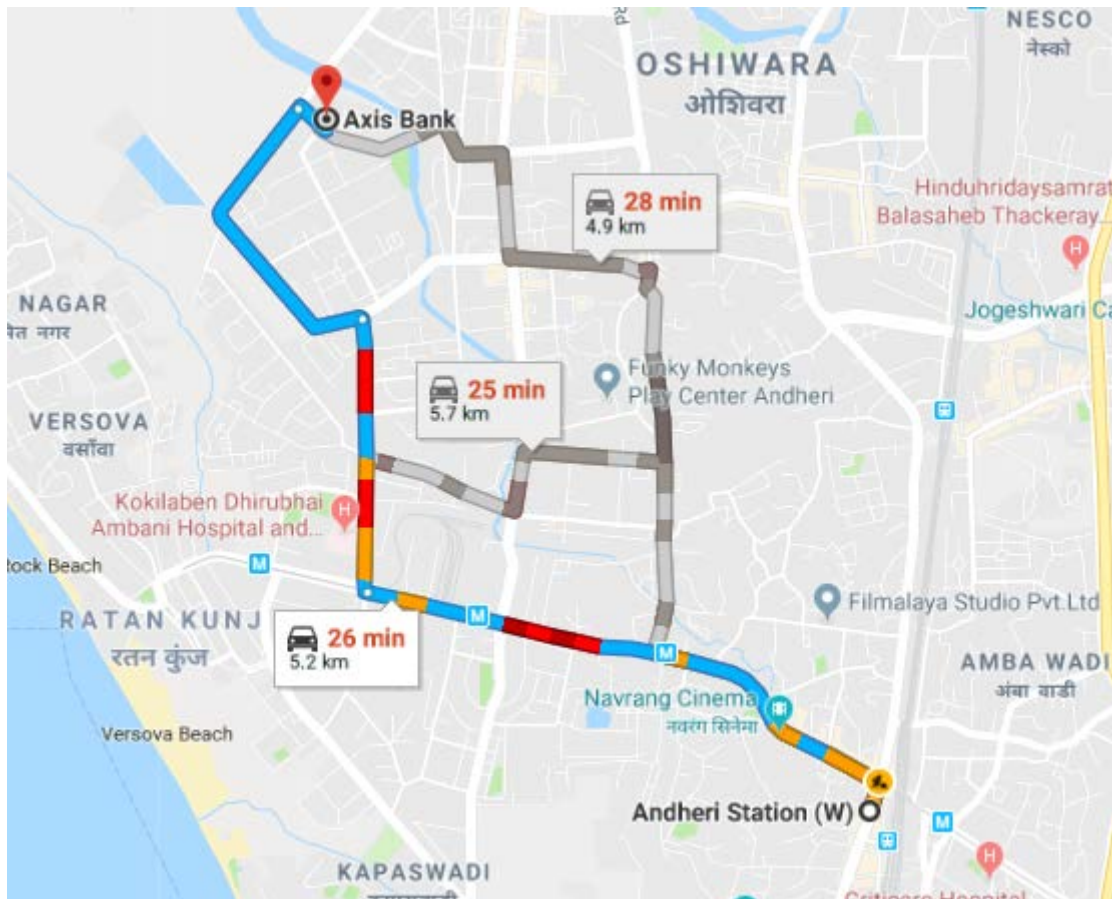 Rd
NESCO
नेस्को
OSHIWARA
ओशिवरा
Axis Bank
28 min
4.9 km
Hinduhridaysamrat
Balasaheb Thackeray...
H
NAGAR
नगर
Jogeshwari Ca
25 min
5.7 km
Funky Monkeys
Play Center Andheri
VERSOVA
वर्सोवा
Kokilaben Dhirubhai
Ambani Hospital and...
H
Rock Beach
M
M
Filmalaya Studio Pvt.Ltd
RATAN KUNJ
रतन कुंज
26 min
5.2 km
M
AMBA WADI
अंबा वाडी
Navrang Cinema
नवरंग सिनेमा
Versova Beach
Andheri Station (W)
M
H
KAPASWADI